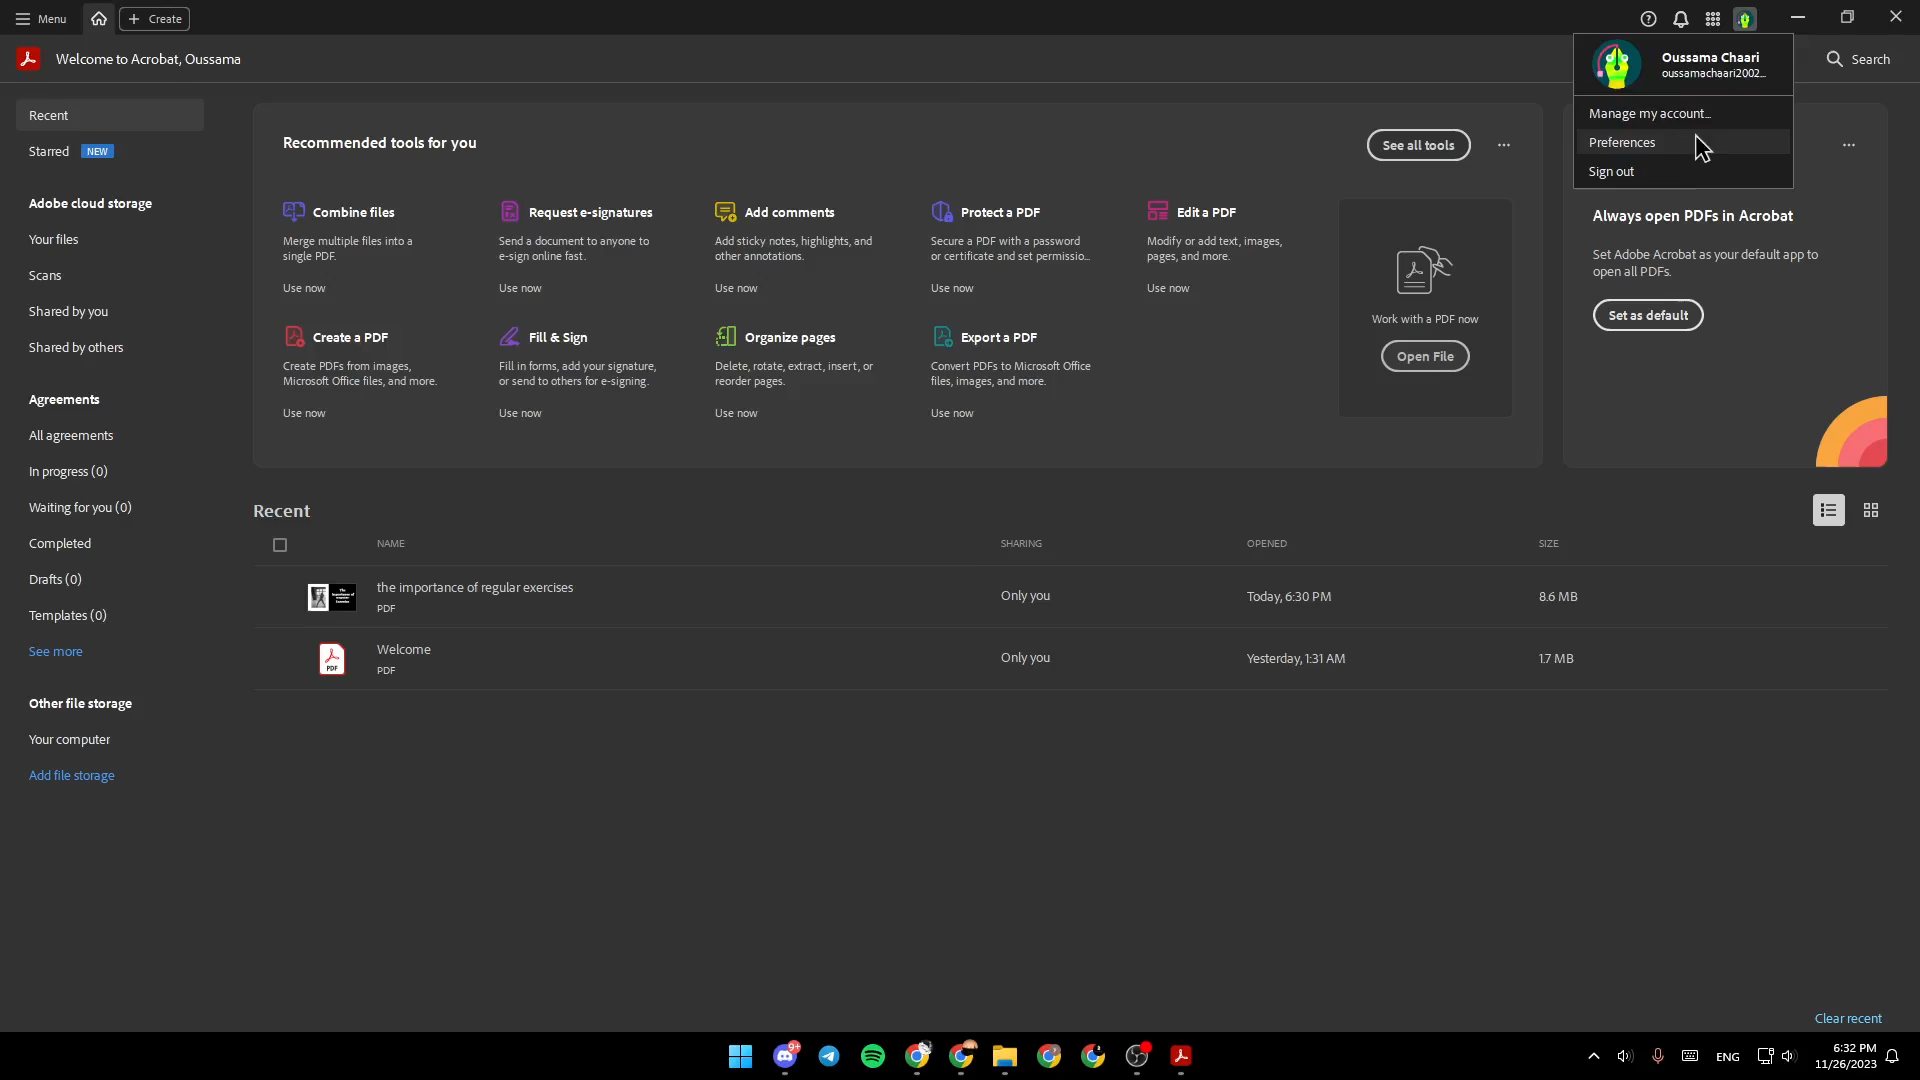 Menu
Create
Welcome to Acrobat, Oussama
Oussama Chaari
oussamachaari2002...
Search
Manage my account...
Preferences
Sign out
Recent
Starred NEW
Adobe cloud storage
Your files
Scans
Shared by you
Shared by others
Agreements
All agreements
In progress (0)
Waiting for you (0)
Completed
Drafts (0)
Templates (0)
See more
Other file storage
Your computer
Add file storage
Recommended tools for you
See all tools
Combine files
Merge multiple files into a
single PDF.
Use now
Request e-signatures
Send a document to anyone to
e-sign online fast.
Use now
Add comments
Add sticky notes, highlights, and
other annotations.
Use now
Protect a PDF
Secure a PDF with a password
or certificate and set permissio...
Use now
Edit a PDF
Modify or add text, images,
pages, and more.
Use now
Create a PDF
Create PDFs from images,
Microsoft Office files, and more.
Use now
Fill & Sign
Fill in forms, add your signature,
or send to others for e-signing.
Use now
Organize pages
Delete, rotate, extract, insert, or
reorder pages.
Use now
Export a PDF
Convert PDFs to Microsoft Office
files, images, and more.
Use now
Work with a PDF now
Open File
Always open PDFs in Acrobat
Set Adobe Acrobat as your default app to
open all PDFs.
Set as default
Recent
NAME SHARING OPENED SIZE
the importance of regular exercises
PDF
Only you
Today, 6:30 PM
8.6 MB
Welcome
PDF
Only you
Yesterday, 1:31 AM
1.7 MB
PDF
Clear recent
9+
ENG
6:32 PM
11/26/2023